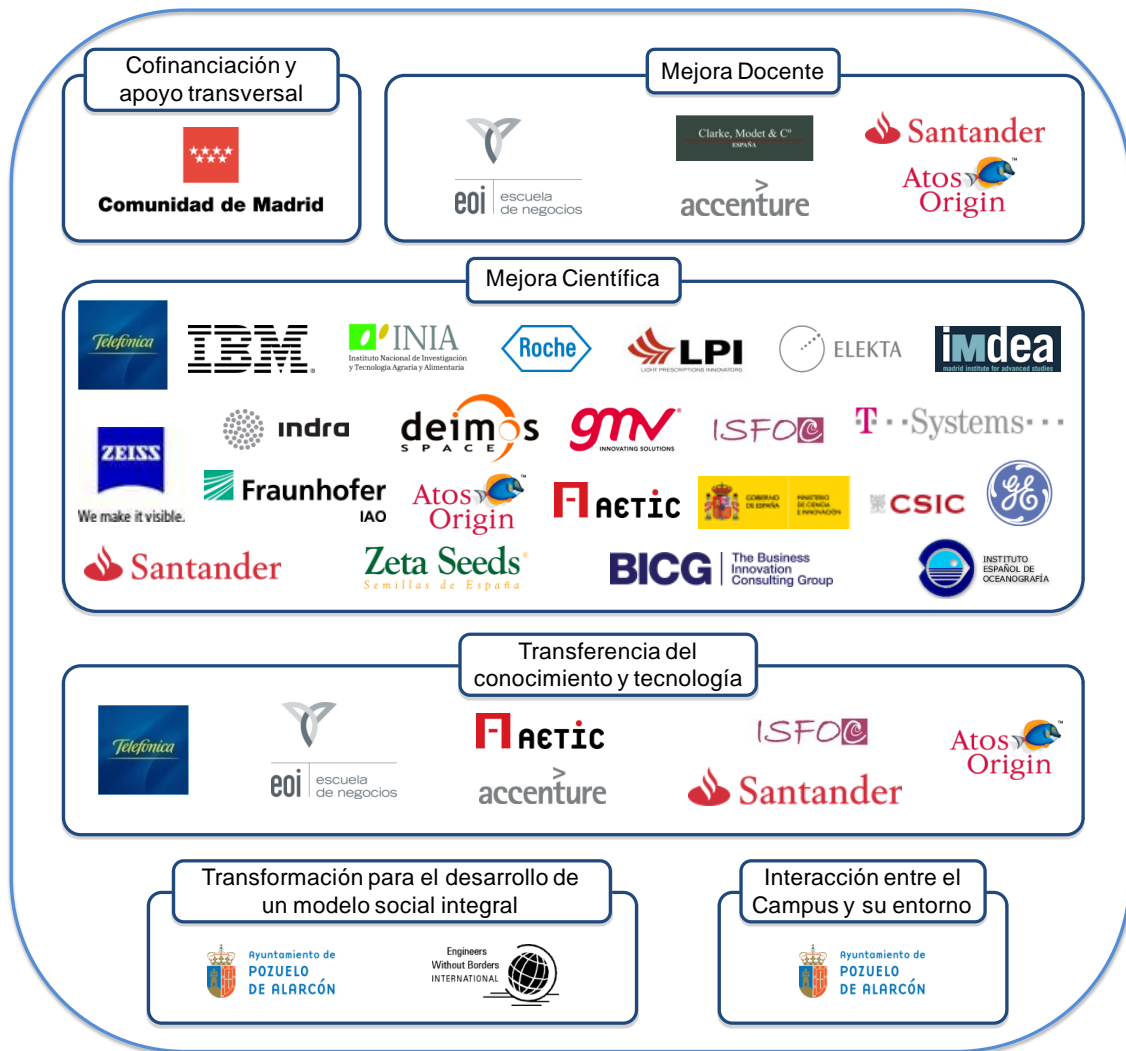 Cofinanciación y
apoyo transversal
Comunidad de Madrid
Mejora Docente
eoi escuela
de negocios
Clarke, Modet & Cº
ESPAÑA
accenture
Santander
Atos
Origin
Mejora Científica
Telefónica
IBM
INIA
Instituto Nacional de Investigación
y Tecnología Agraria y Alimentaria
Roche
LPI
LIGHT PRESCRIPTIONS INNOVATORS
ELEKTA
imdea
madrid institute for advanced studies
ZEISS
We make it visible.
indra
deimos
SPACE
gmv
INNOVATING SOLUTIONS
ISFOC
T··Systems···
Fraunhofer
IAO
Atos
Origin
AETIC
GOBIERNO
DE ESPAÑA
MINISTERIO
DE CIENCIA
E INNOVACIÓN
CSIC
GE
Santander
Zeta Seeds
Semillas de España
BICG
The Business
Innovation
Consulting Group
INSTITUTO
ESPAÑOL DE
OCEANOGRAFÍA
Transferencia del
conocimiento y tecnología
Telefónica
eoi escuela
de negocios
AETIC
accenture
ISFOC
Santander
Atos
Origin
Transformación para el desarrollo de
un modelo social integral
Ayuntamiento de
POZUELO
DE ALARCÓN
Engineers
Without Borders
INTERNATIONAL
Interacción entre el
Campus y su entorno
Ayuntamiento de
POZUELO
DE ALARCÓN